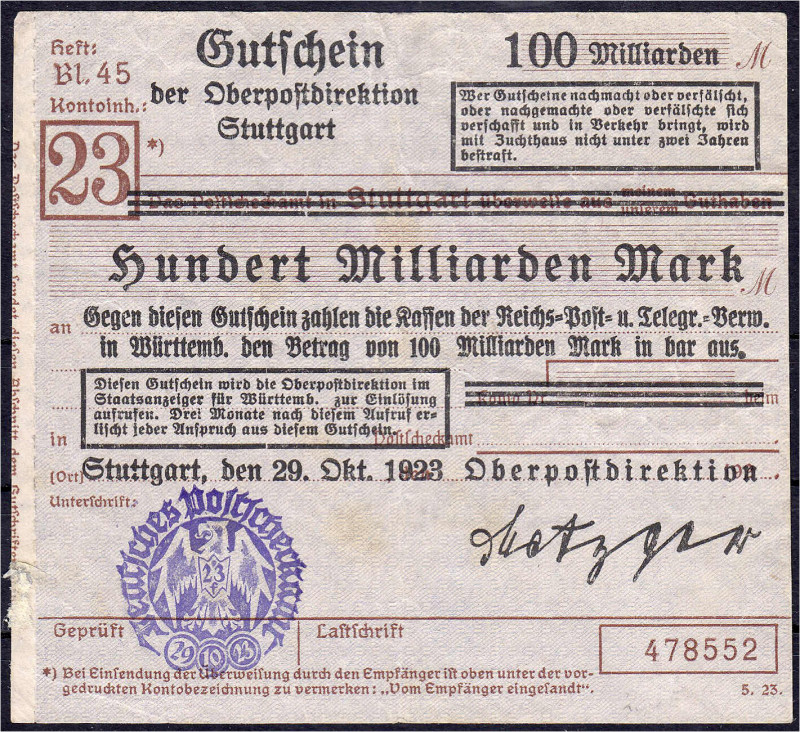 Heft:
Bl. 45
Kontoinh.:
23 *)
Gutschein
der Oberpostdirektion
Stuttgart
100 Milliarden M
Wer Gutscheine nachmacht oder verfälscht,
oder nachgemachte oder verfälschte sich
verschafft und in Verkehr bringt, wird
mit Zuchthaus nicht unter zwei Jahren
bestraft.
Das Postscheckamt in Stuttgart überweise aus meinem
unserem Guthaben
Hundert Milliarden Mark M
an Gegen diesen Gutschein zahlen die Kassen der Reichs-Post- u. Telegr.-Verw.
in Württemb. den Betrag von 100 Milliarden Mark in bar aus.
Diesen Gutschein wird die Oberpostdirektion im
Staatsanzeiger für Württemb. zur Einlösung
aufrufen. Drei Monate nach diesem Aufruf er-
lischt jeder Anspruch aus diesem Gutschein.
Konto Nr
in Postscheckamt
(Ort) Stuttgart, den 29. Okt. 1923 Oberpostdirektion
Unterschrift:
Metzger
Deutsches Postscheckamt
23
29 10 23
Geprüft
Lastschrift
478552
*) Bei Einsendung der Überweisung durch den Empfänger ist oben unter der vor-
gedruckten Kontobezeichnung zu vermerken: „Vom Empfänger eingesandt".
5. 23.